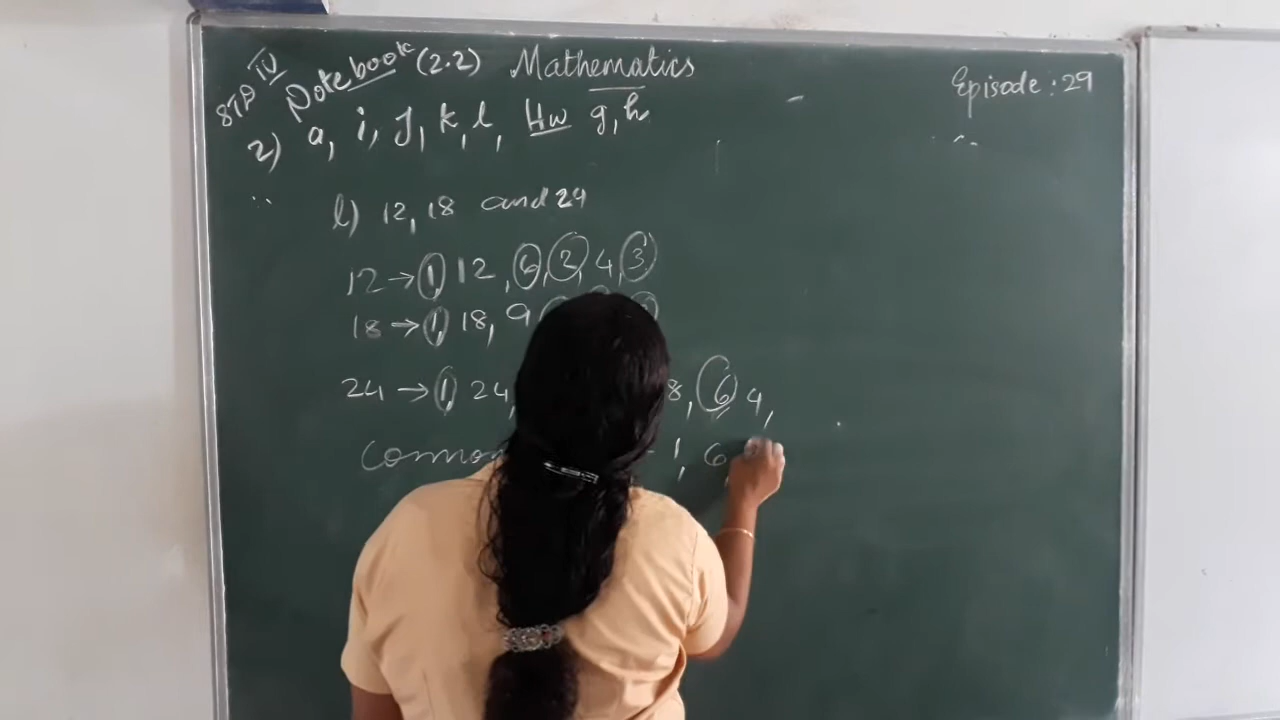 STD IV
Notebook (2.2) Mathematics
Episode : 29
2) a, i, J, k, l, Hw g, h
l) 12, 18 and 24
12 → 1, 12, 6, 2, 4, 3
18 → 1, 18, 9
24 → 1, 24, 8, 6 4,
1, 6